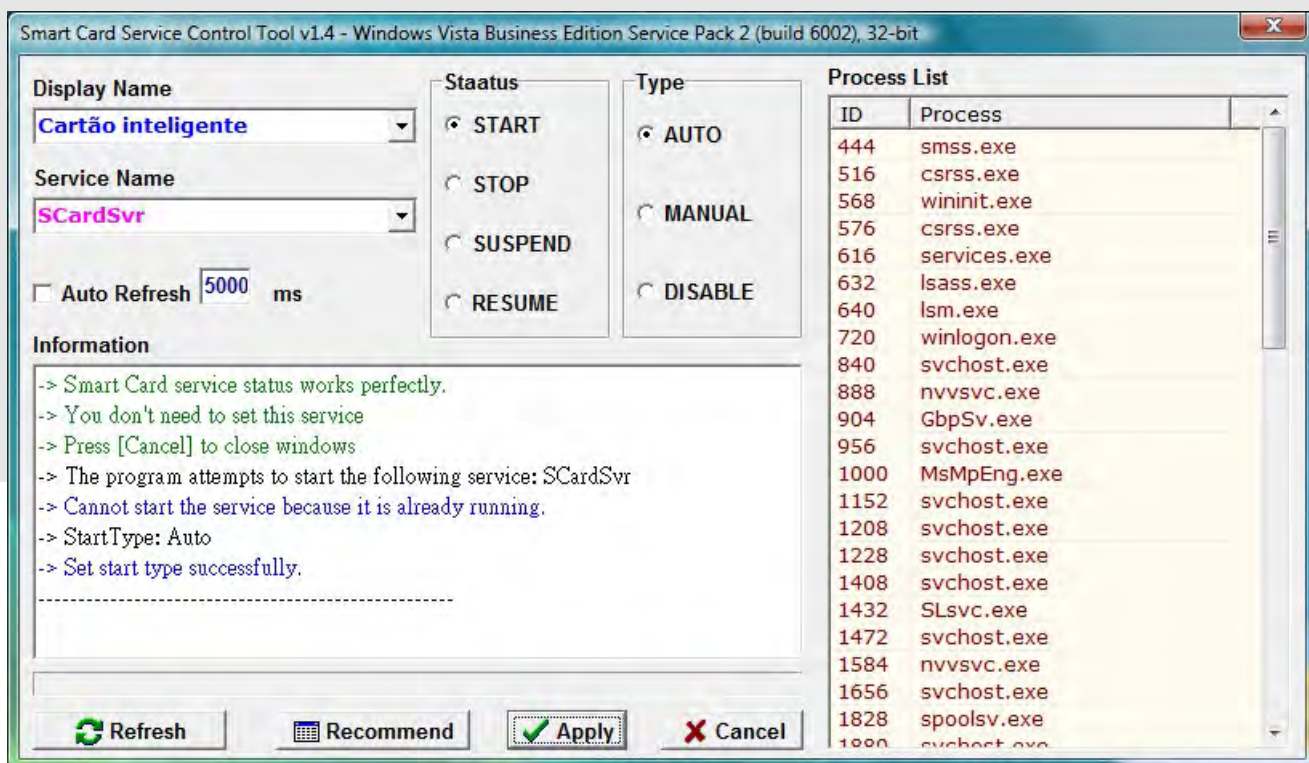 Smart Card Service Control Tool v1.4 - Windows Vista Business Edition Service Pack 2 (build 6002), 32-bit
Display Name
Cartão inteligente
Service Name
SCardSvr
Auto Refresh 5000 ms
Staatus
START
STOP
SUSPEND
RESUME
Type
AUTO
MANUAL
DISABLE
Information
-> Smart Card service status works perfectly.
-> You don't need to set this service
-> Press [Cancel] to close windows
-> The program attempts to start the following service: SCardSvr
-> Cannot start the service because it is already running.
-> StartType: Auto
-> Set start type successfully.
----------------------------------------------------
Refresh
Recommend
Apply
Cancel
Process List
ID Process
444 smss.exe
516 csrss.exe
568 wininit.exe
576 csrss.exe
616 services.exe
632 lsass.exe
640 lsm.exe
720 winlogon.exe
840 svchost.exe
888 nvvsvc.exe
904 GbpSv.exe
956 svchost.exe
1000 MsMpEng.exe
1152 svchost.exe
1208 svchost.exe
1228 svchost.exe
1408 svchost.exe
1432 SLsvc.exe
1472 svchost.exe
1584 nvvsvc.exe
1656 svchost.exe
1828 spoolsv.exe
1880 svchost.exe